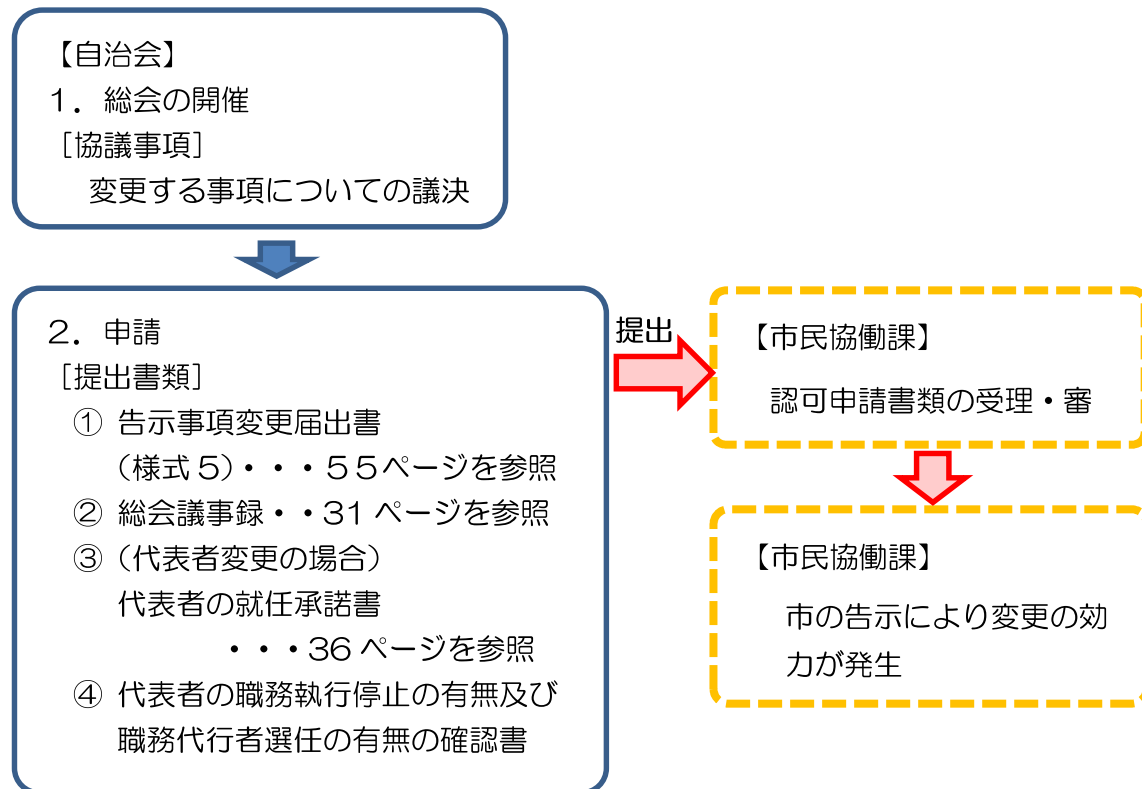 【自治会】
１．総会の開催
［協議事項］
変更する事項についての議決
２．申請
［提出書類］
① 告示事項変更届出書
（様式５）・・・５５ページを参照
② 総会議事録・・31 ページを参照
③（代表者変更の場合）
代表者の就任承諾書
・・・36 ページを参照
④ 代表者の職務執行停止の有無及び
職務代行者選任の有無の確認書
提出
【市民協働課】
認可申請書類の受理・審
【市民協働課】
市の告示により変更の効
力が発生